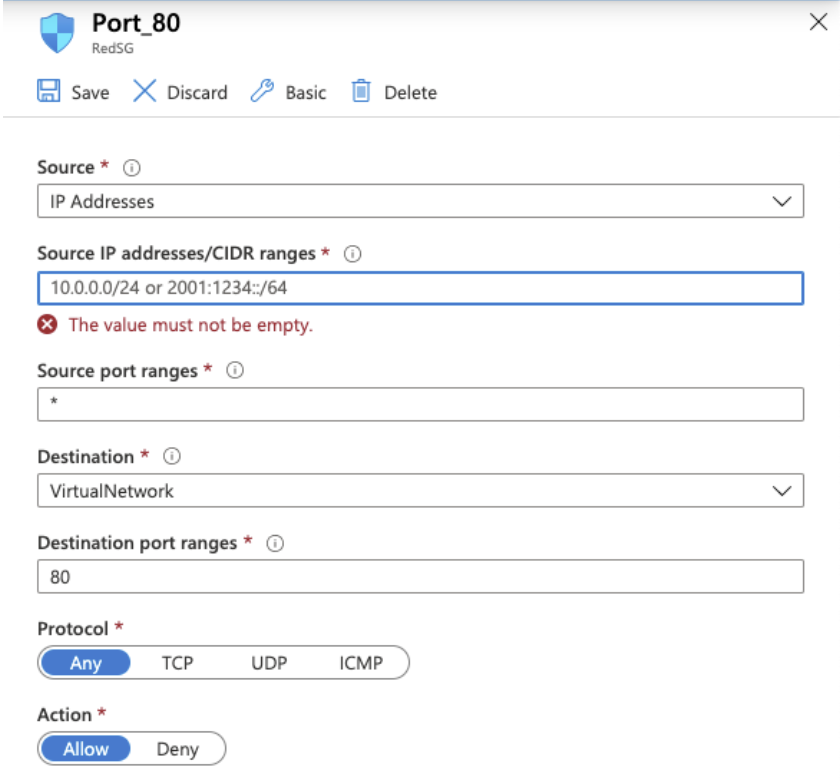 Port_80
RedSG
Save Discard Basic Delete
Source *
IP Addresses
Source IP addresses/CIDR ranges *
10.0.0.0/24 or 2001:1234::/64
The value must not be empty.
Source port ranges *
*
Destination *
VirtualNetwork
Destination port ranges *
80
Protocol *
Any TCP UDP ICMP
Action *
Allow Deny